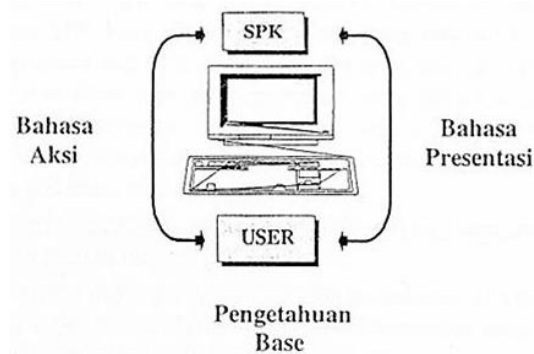 SPK
Bahasa
Aksi
Bahasa
Presentasi
USER
Pengetahuan
Base